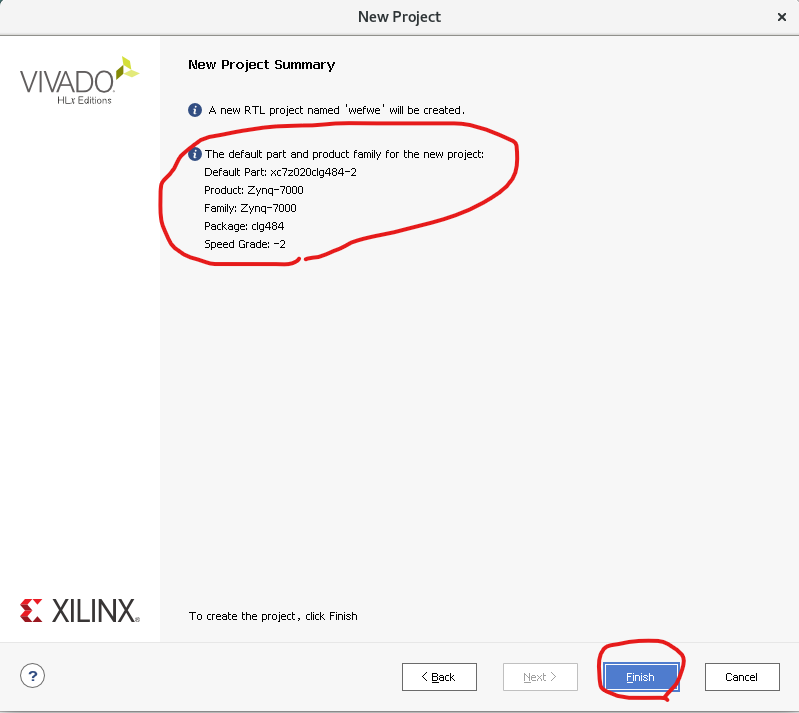 New Project
×
VIVADO.
HLx Editions
New Project Summary
A new RTL project named 'wefwe' will be created.
The default part and product family for the new project:
Default Part: xc7z020clg484-2
Product: Zynq-7000
Family: Zynq-7000
Package: clg484
Speed Grade: -2
XILINX®
To create the project, click Finish
?
< Back
Next >
Finish
Cancel